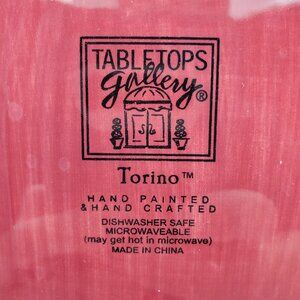 TABLETOPS
gallery®
Torino™
HAND PAINTED
& HAND CRAFTED
DISHWASHER SAFE
MICROWAVEABLE
(may get hot in microwave)
MADE IN CHINA